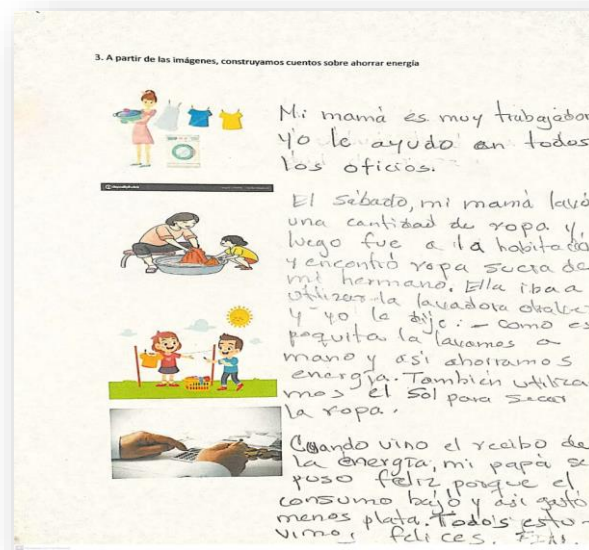 3. A partir de las imágenes, construyamos cuentos sobre ahorrar energía
Mi mamá es muy trabajador
yo le ayudo en todos
los oficios.
El sábado, mi mamá lavó
una cantidad de ropa y,
luego fue a la habitació
y encontró ropa sucia de
mi hermano. Ella iba a
utilizar la lavadora
y yo le dije: - como es
poquita la lavamos a
mano y así ahorramos
energía. También utiliza
mos el sol para secar
la ropa.
Cuando vino el recibo de
la energía, mi papá se
puso feliz porque el
consumo bajó y así gastó
menos plata. Todos estu-
vimos felices. Fin.